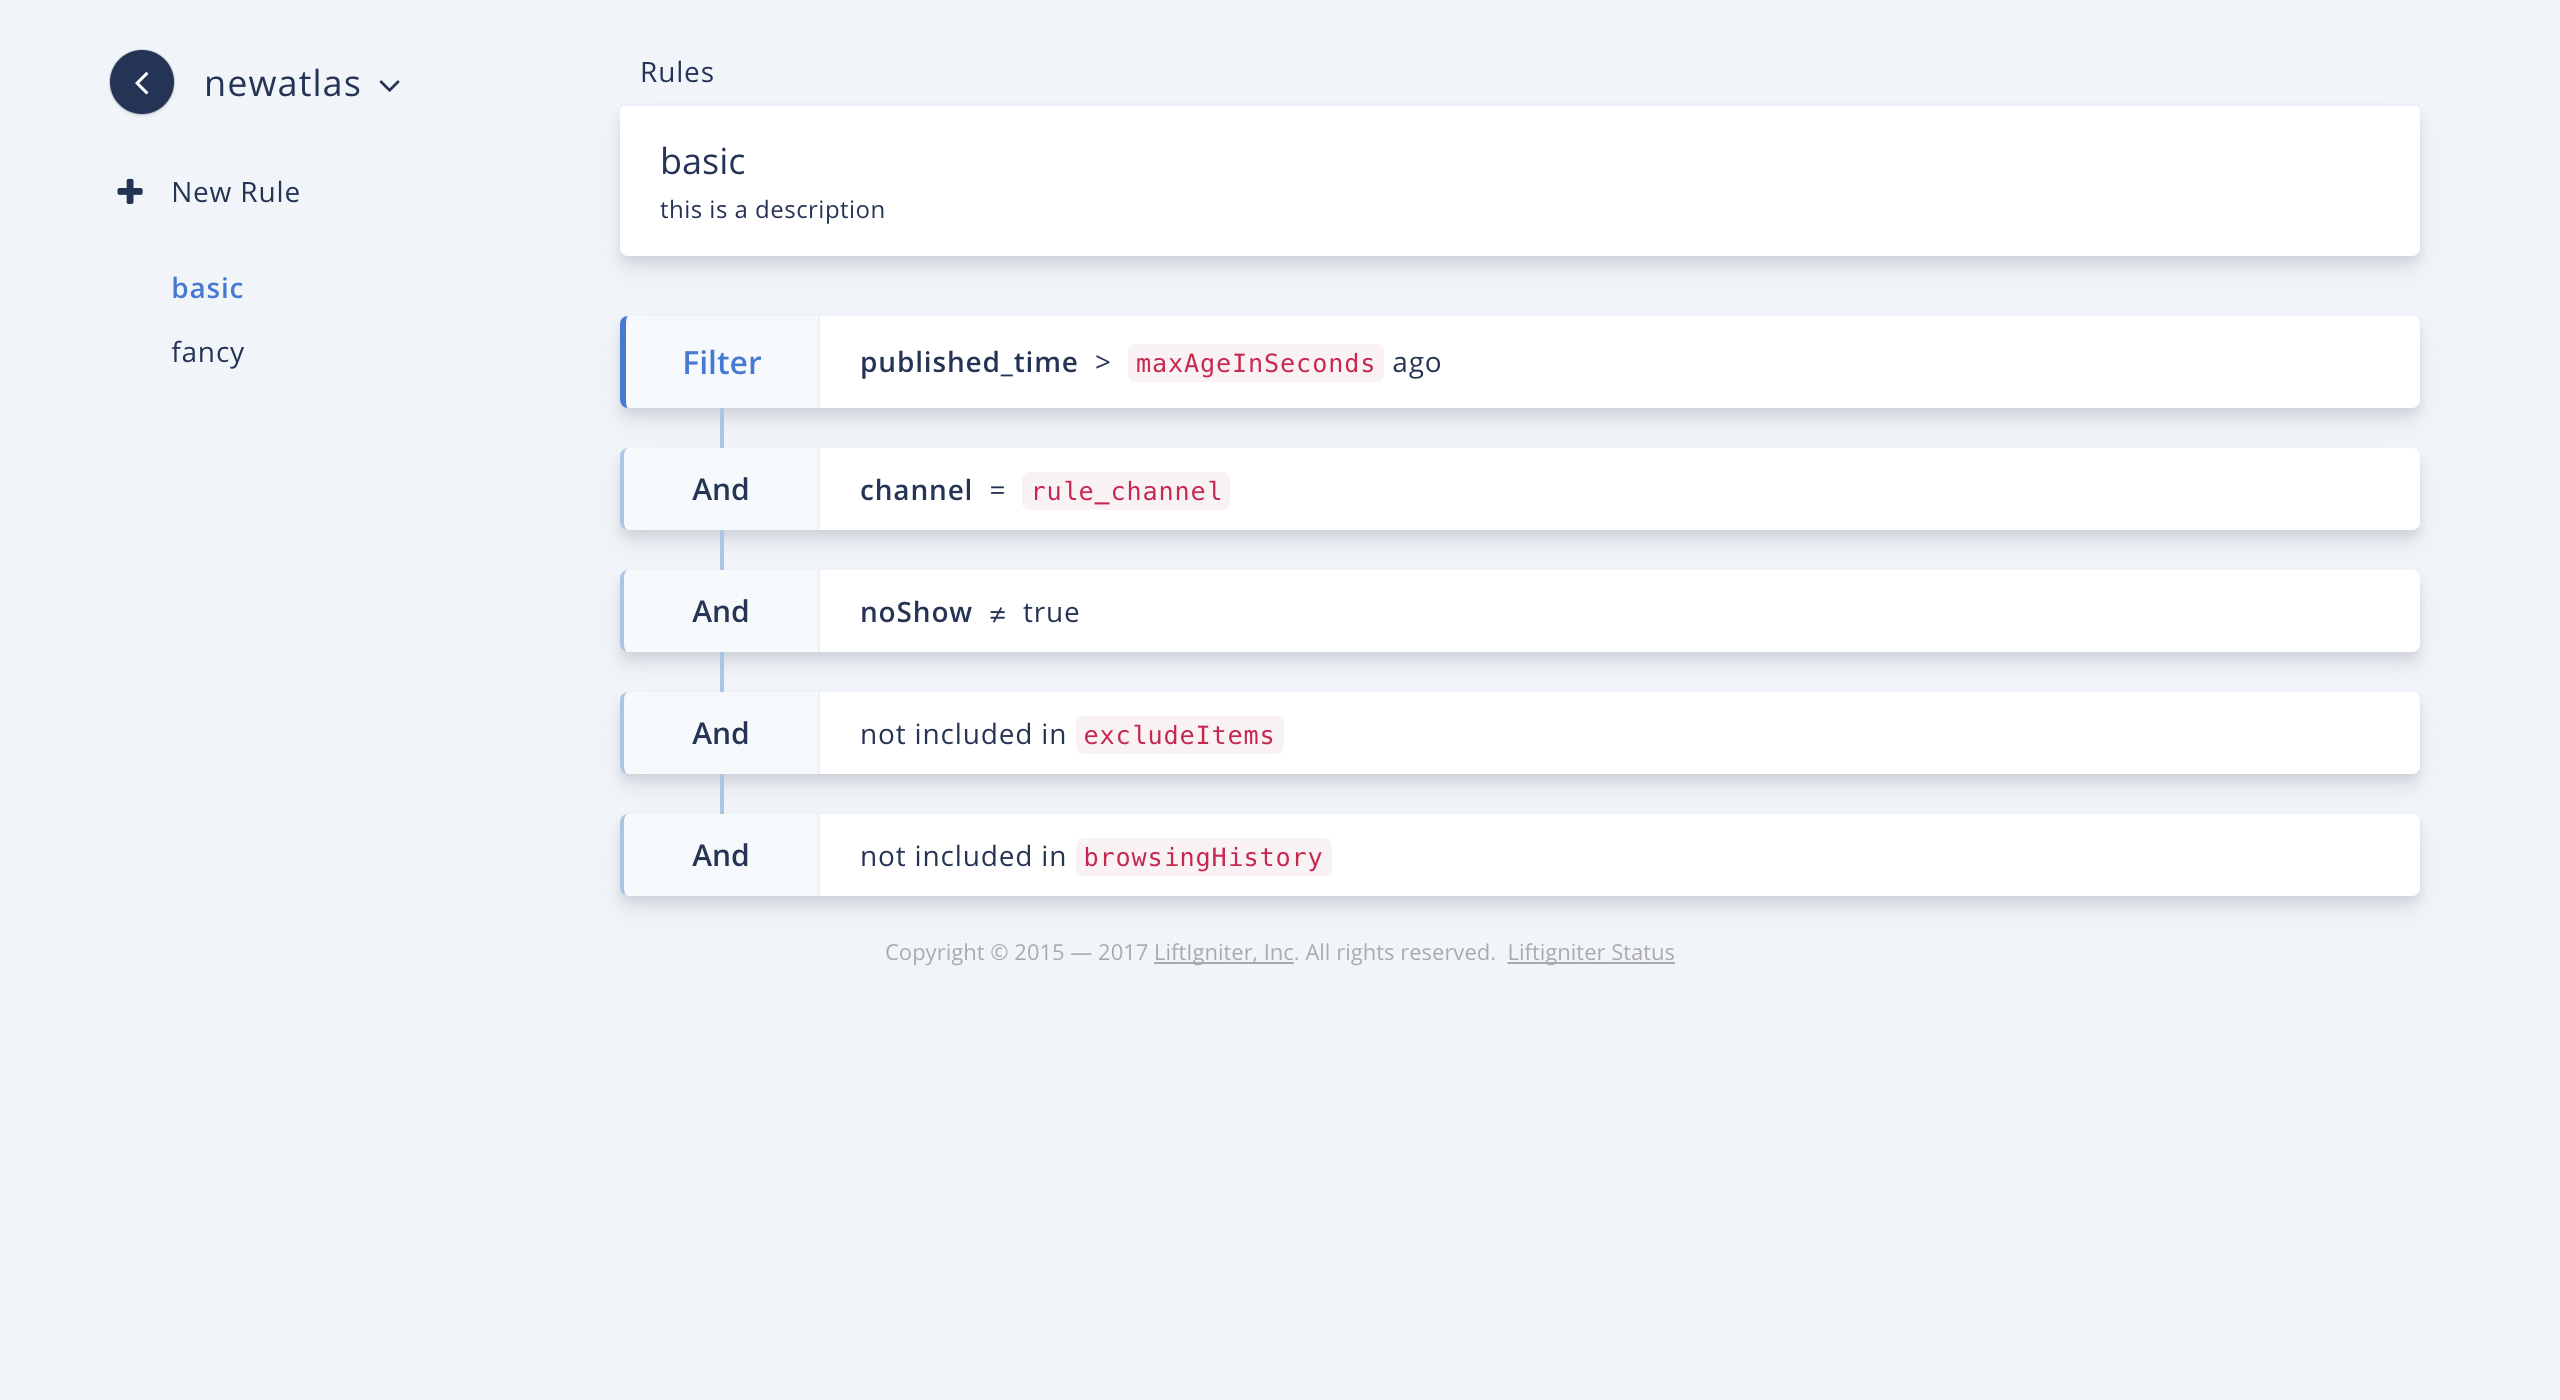 newatlas
New Rule
basic
fancy
Rules
basic
this is a description
Filter published_time > maxAgeInSeconds ago
And channel = rule_channel
And noShow ≠ true
And not included in excludeItems
And not included in browsingHistory
Copyright © 2015 — 2017 LiftIgniter, Inc. All rights reserved. Liftigniter Status